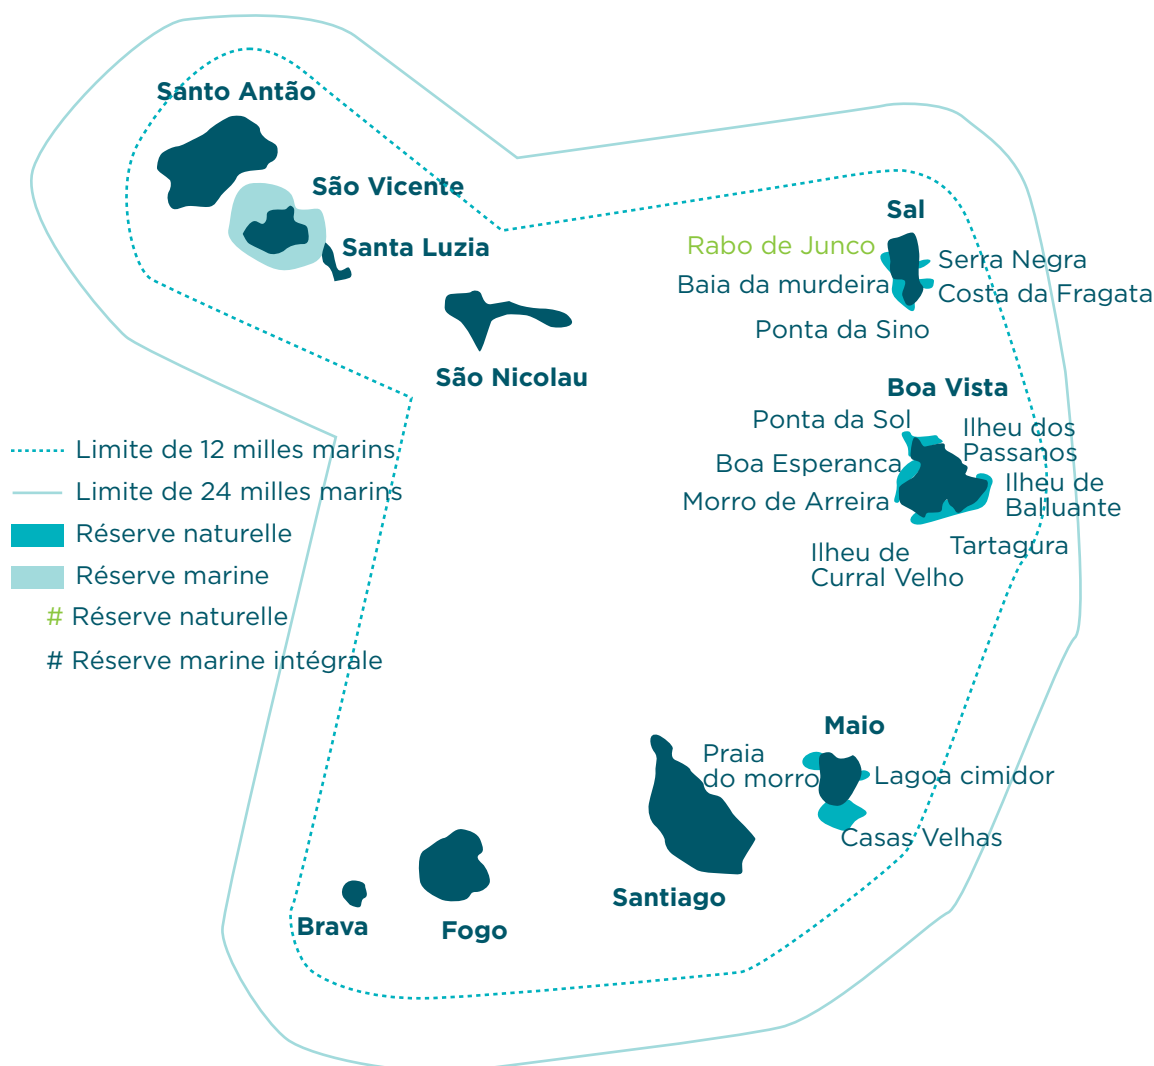 Santo Antão
São Vicente
Santa Luzia
São Nicolau
Sal
Rabo de Junco
Serra Negra
Baia da murdeira
Costa da Fragata
Ponta da Sino
Boa Vista
Ponta da Sol
Ilheu dos
Passanos
Boa Esperanca
Morro de Arreira
Ilheu de
Balluante
Tartagura
Ilheu de
Curral Velho
Limite de 12 milles marins
Limite de 24 milles marins
Réserve naturelle
Réserve marine
# Réserve naturelle
# Réserve marine intégrale
Maio
Praia
do morro
Lagoa cimidor
Casas Velhas
Santiago
Brava
Fogo